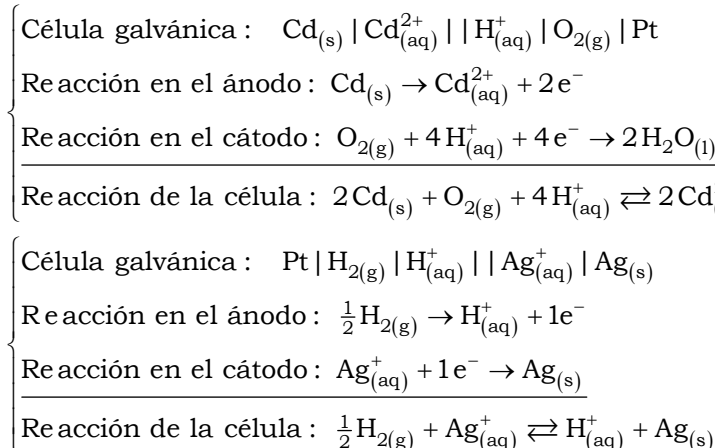 Célula galvánica : Cd(s) | Cd²⁺(aq) | | H⁺(aq) | O₂(g) | Pt
Reacción en el ánodo : Cd(s) → Cd²⁺(aq) + 2 e⁻
Reacción en el cátodo : O₂(g) + 4 H⁺(aq) + 4 e⁻ → 2 H₂O(l)
Reacción de la célula : 2 Cd(s) + O₂(g) + 4 H⁺(aq) ⇄ 2 Cd
Célula galvánica : Pt | H₂(g) | H⁺(aq) | | Ag⁺(aq) | Ag(s)
Reacción en el ánodo : ½ H₂(g) → H⁺(aq) + 1e⁻
Reacción en el cátodo : Ag⁺(aq) + 1 e⁻ → Ag(s)
Reacción de la célula : ½ H₂(g) + Ag⁺(aq) ⇄ H⁺(aq) + Ag(s)